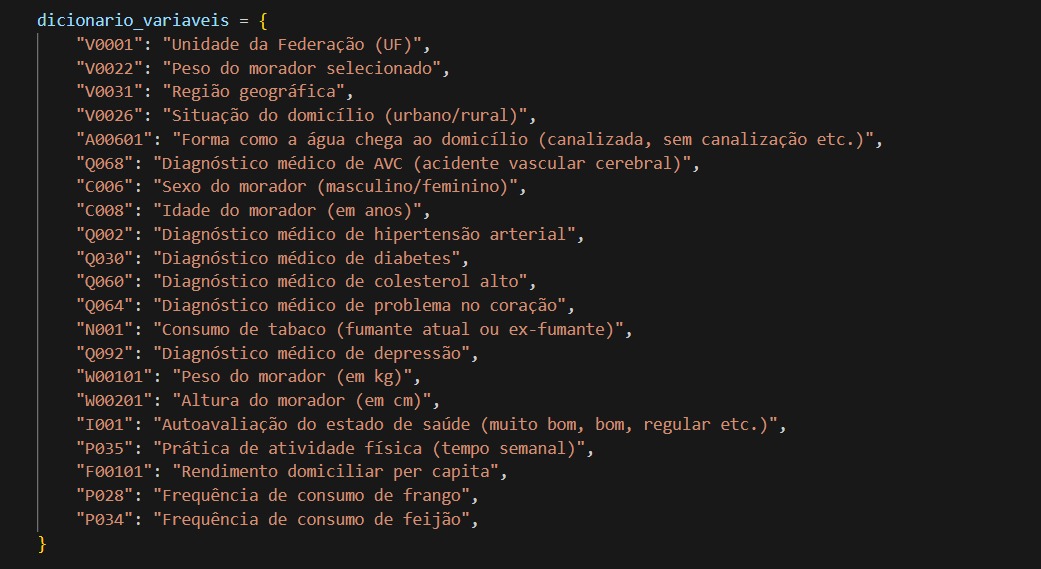 dicionario_variaveis = {
"V0001": "Unidade da Federação (UF)",
"V0022": "Peso do morador selecionado",
"V0031": "Região geográfica",
"V0026": "Situação do domicílio (urbano/rural)",
"A00601": "Forma como a água chega ao domicílio (canalizada, sem canalização etc.)",
"Q068": "Diagnóstico médico de AVC (acidente vascular cerebral)",
"C006": "Sexo do morador (masculino/feminino)",
"C008": "Idade do morador (em anos)",
"Q002": "Diagnóstico médico de hipertensão arterial",
"Q030": "Diagnóstico médico de diabetes",
"Q060": "Diagnóstico médico de colesterol alto",
"Q064": "Diagnóstico médico de problema no coração",
"N001": "Consumo de tabaco (fumante atual ou ex-fumante)",
"Q092": "Diagnóstico médico de depressão",
"W00101": "Peso do morador (em kg)",
"W00201": "Altura do morador (em cm)",
"I001": "Autoavaliação do estado de saúde (muito bom, bom, regular etc.)",
"P035": "Prática de atividade física (tempo semanal)",
"F00101": "Rendimento domiciliar per capita",
"P028": "Frequência de consumo de frango",
"P034": "Frequência de consumo de feijão",
}